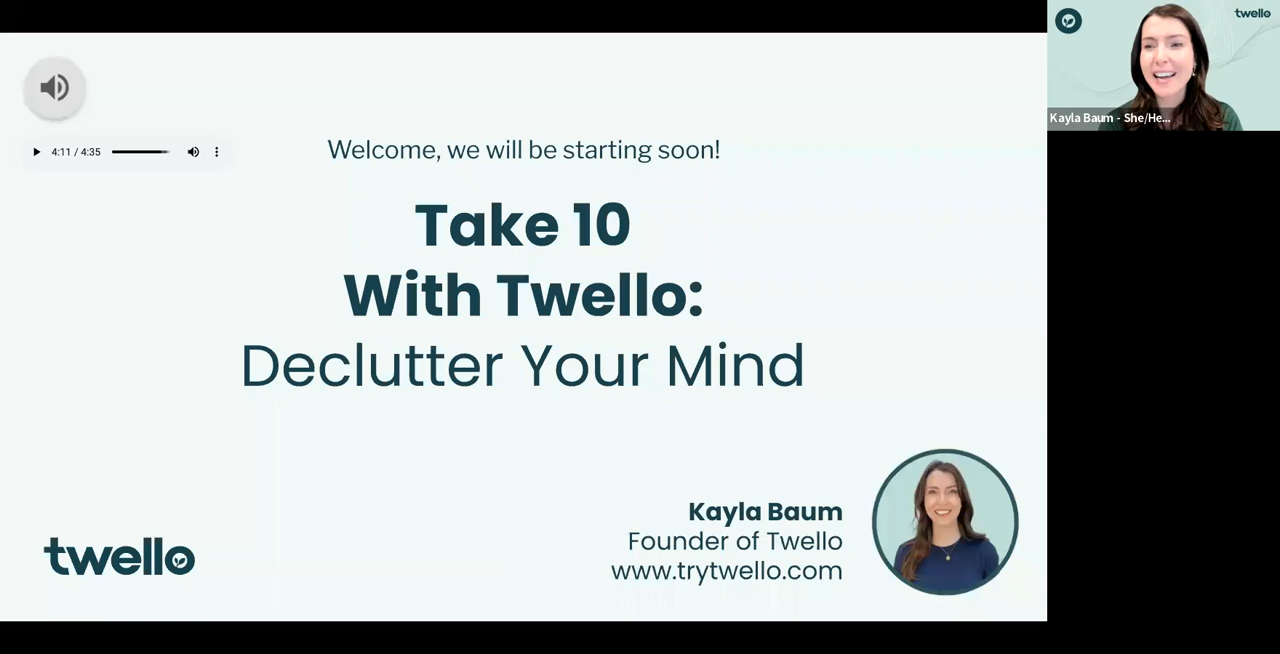 twello
Kayla Baum - She/He...
4:11 / 4:35
Welcome, we will be starting soon!
Take 10
With Twello:
Declutter Your Mind
Kayla Baum
Founder of Twello
www.trytwello.com
twello